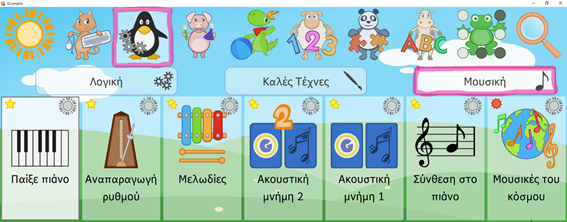 GCompris
123
ABC
Λογική
Καλές Τέχνες
Μουσική
2
Παίξε πιάνο
Αναπαραγωγή
ρυθμού
Μελωδίες
Ακουστική
μνήμη 2
Ακουστική
μνήμη 1
Σύνθεση στο
πιάνο
Μουσικές του
κόσμου